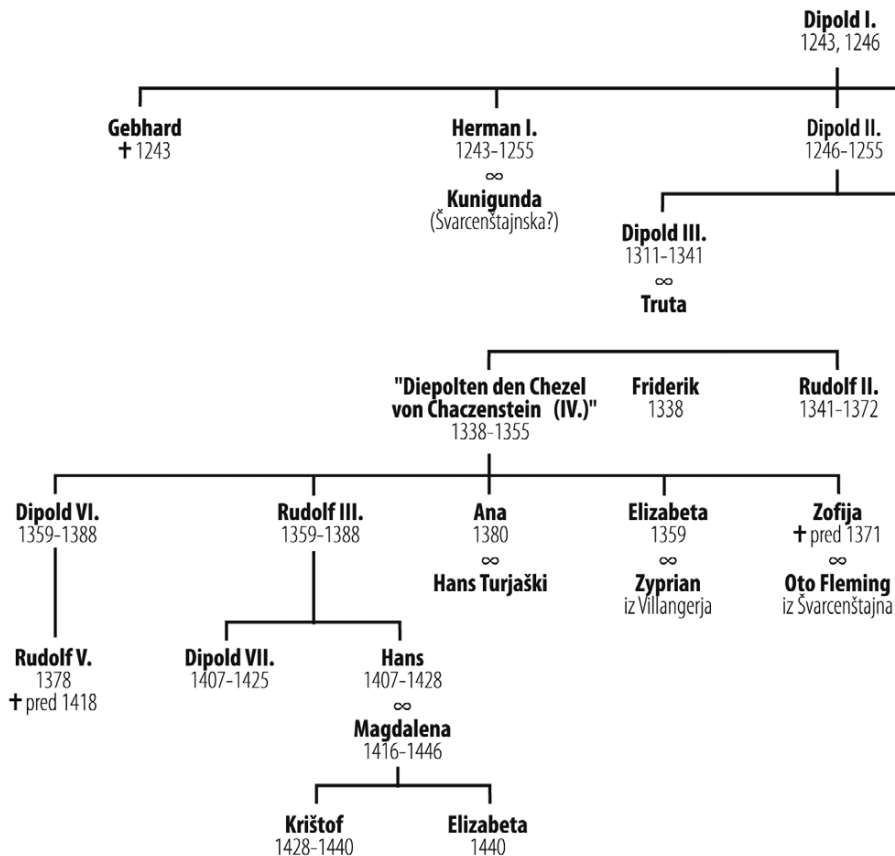 Dipold I.
1243, 1246
Gebhard
✝ 1243
Herman I.
1243-1255
∞
Kunigunda
(Švarcenštajnska?)
Dipold II.
1246-1255
Dipold III.
1311-1341
∞
Truta
"Diepolten den Chezel
von Chaczenstein (IV.)"
1338-1355
Friderik
1338
Rudolf II.
1341-1372
Dipold VI.
1359-1388
Rudolf III.
1359-1388
Ana
1380
∞
Hans Turjaški
Elizabeta
1359
∞
Zyprian
iz Villangerja
Zofija
✝ pred 1371
∞
Oto Fleming
iz Švarcenštajna
Rudolf V.
1378
✝ pred 1418
Dipold VII.
1407-1425
Hans
1407-1428
∞
Magdalena
1416-1446
Krištof
1428-1440
Elizabeta
1440